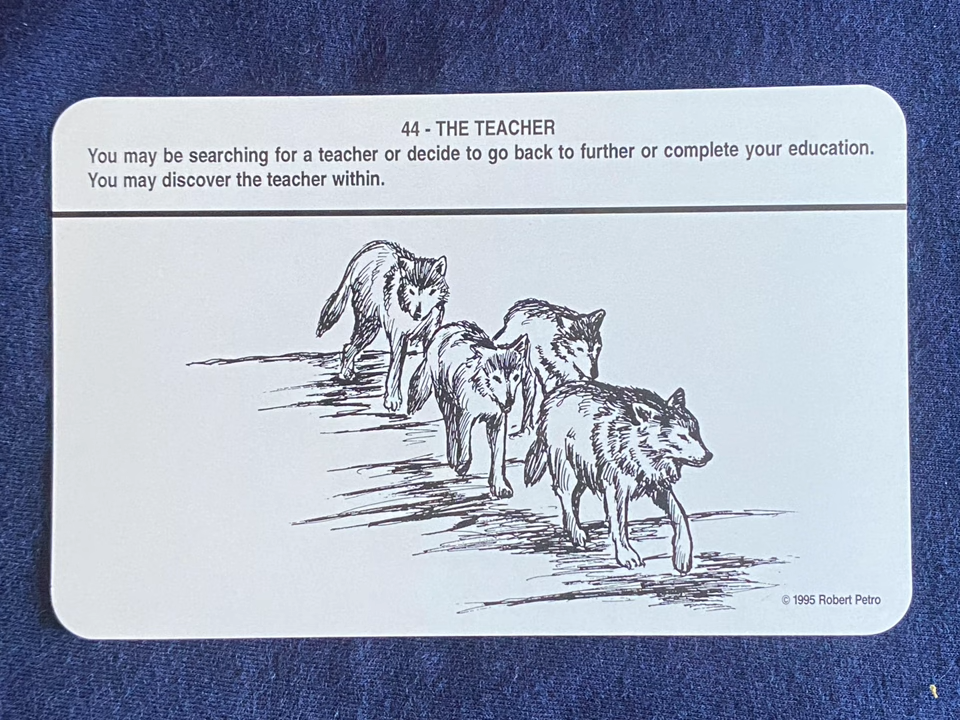 44 - THE TEACHER
You may be searching for a teacher or decide to go back to further or complete your education.
You may discover the teacher within.
© 1995 Robert Petro